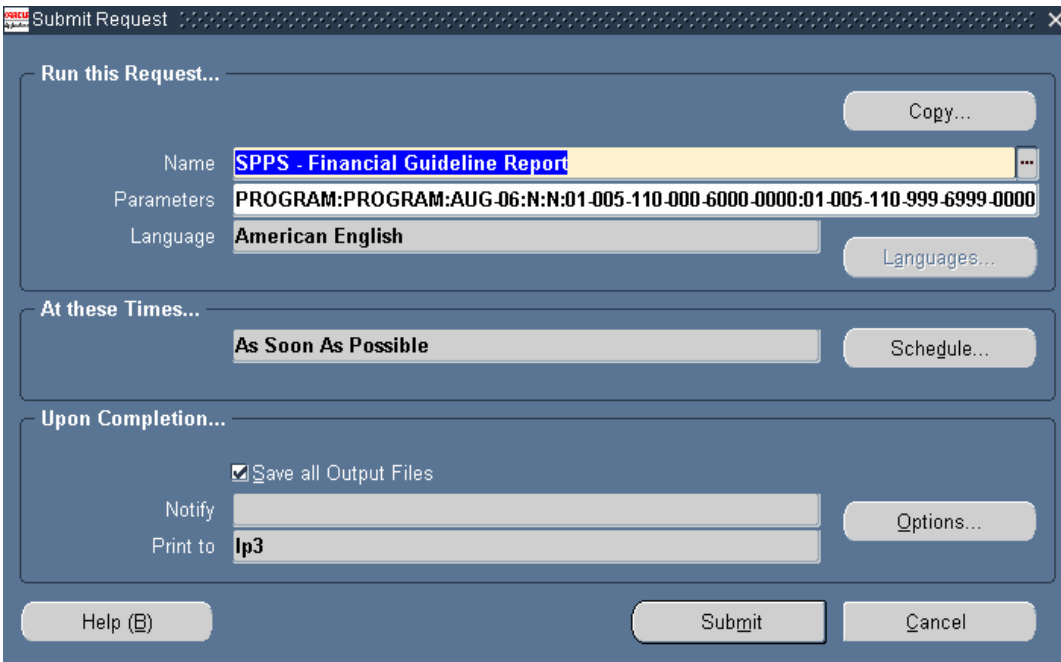 Submit Request
Run this Request...
Copy...
Name SPPS - Financial Guideline Report
Parameters PROGRAM:PROGRAM:AUG-06:N:N:01-005-110-000-6000-0000:01-005-110-999-6999-0000
Language American English
Languages...
At these Times...
As Soon As Possible
Schedule...
Upon Completion...
Save all Output Files
Notify
Options...
Print to lp3
Help (B)
Submit
Cancel